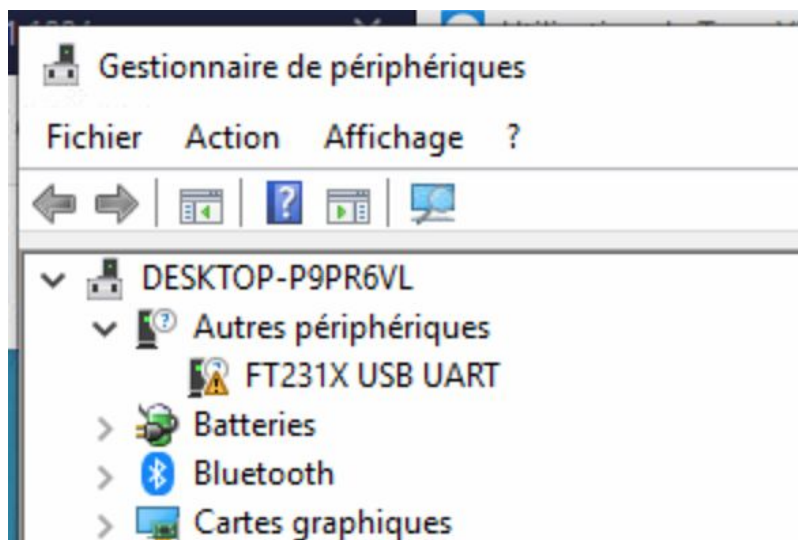 Gestionnaire de périphériques
Fichier Action Affichage ?
DESKTOP-P9PR6VL
Autres périphériques
FT231X USB UART
Batteries
Bluetooth
Cartes graphiques